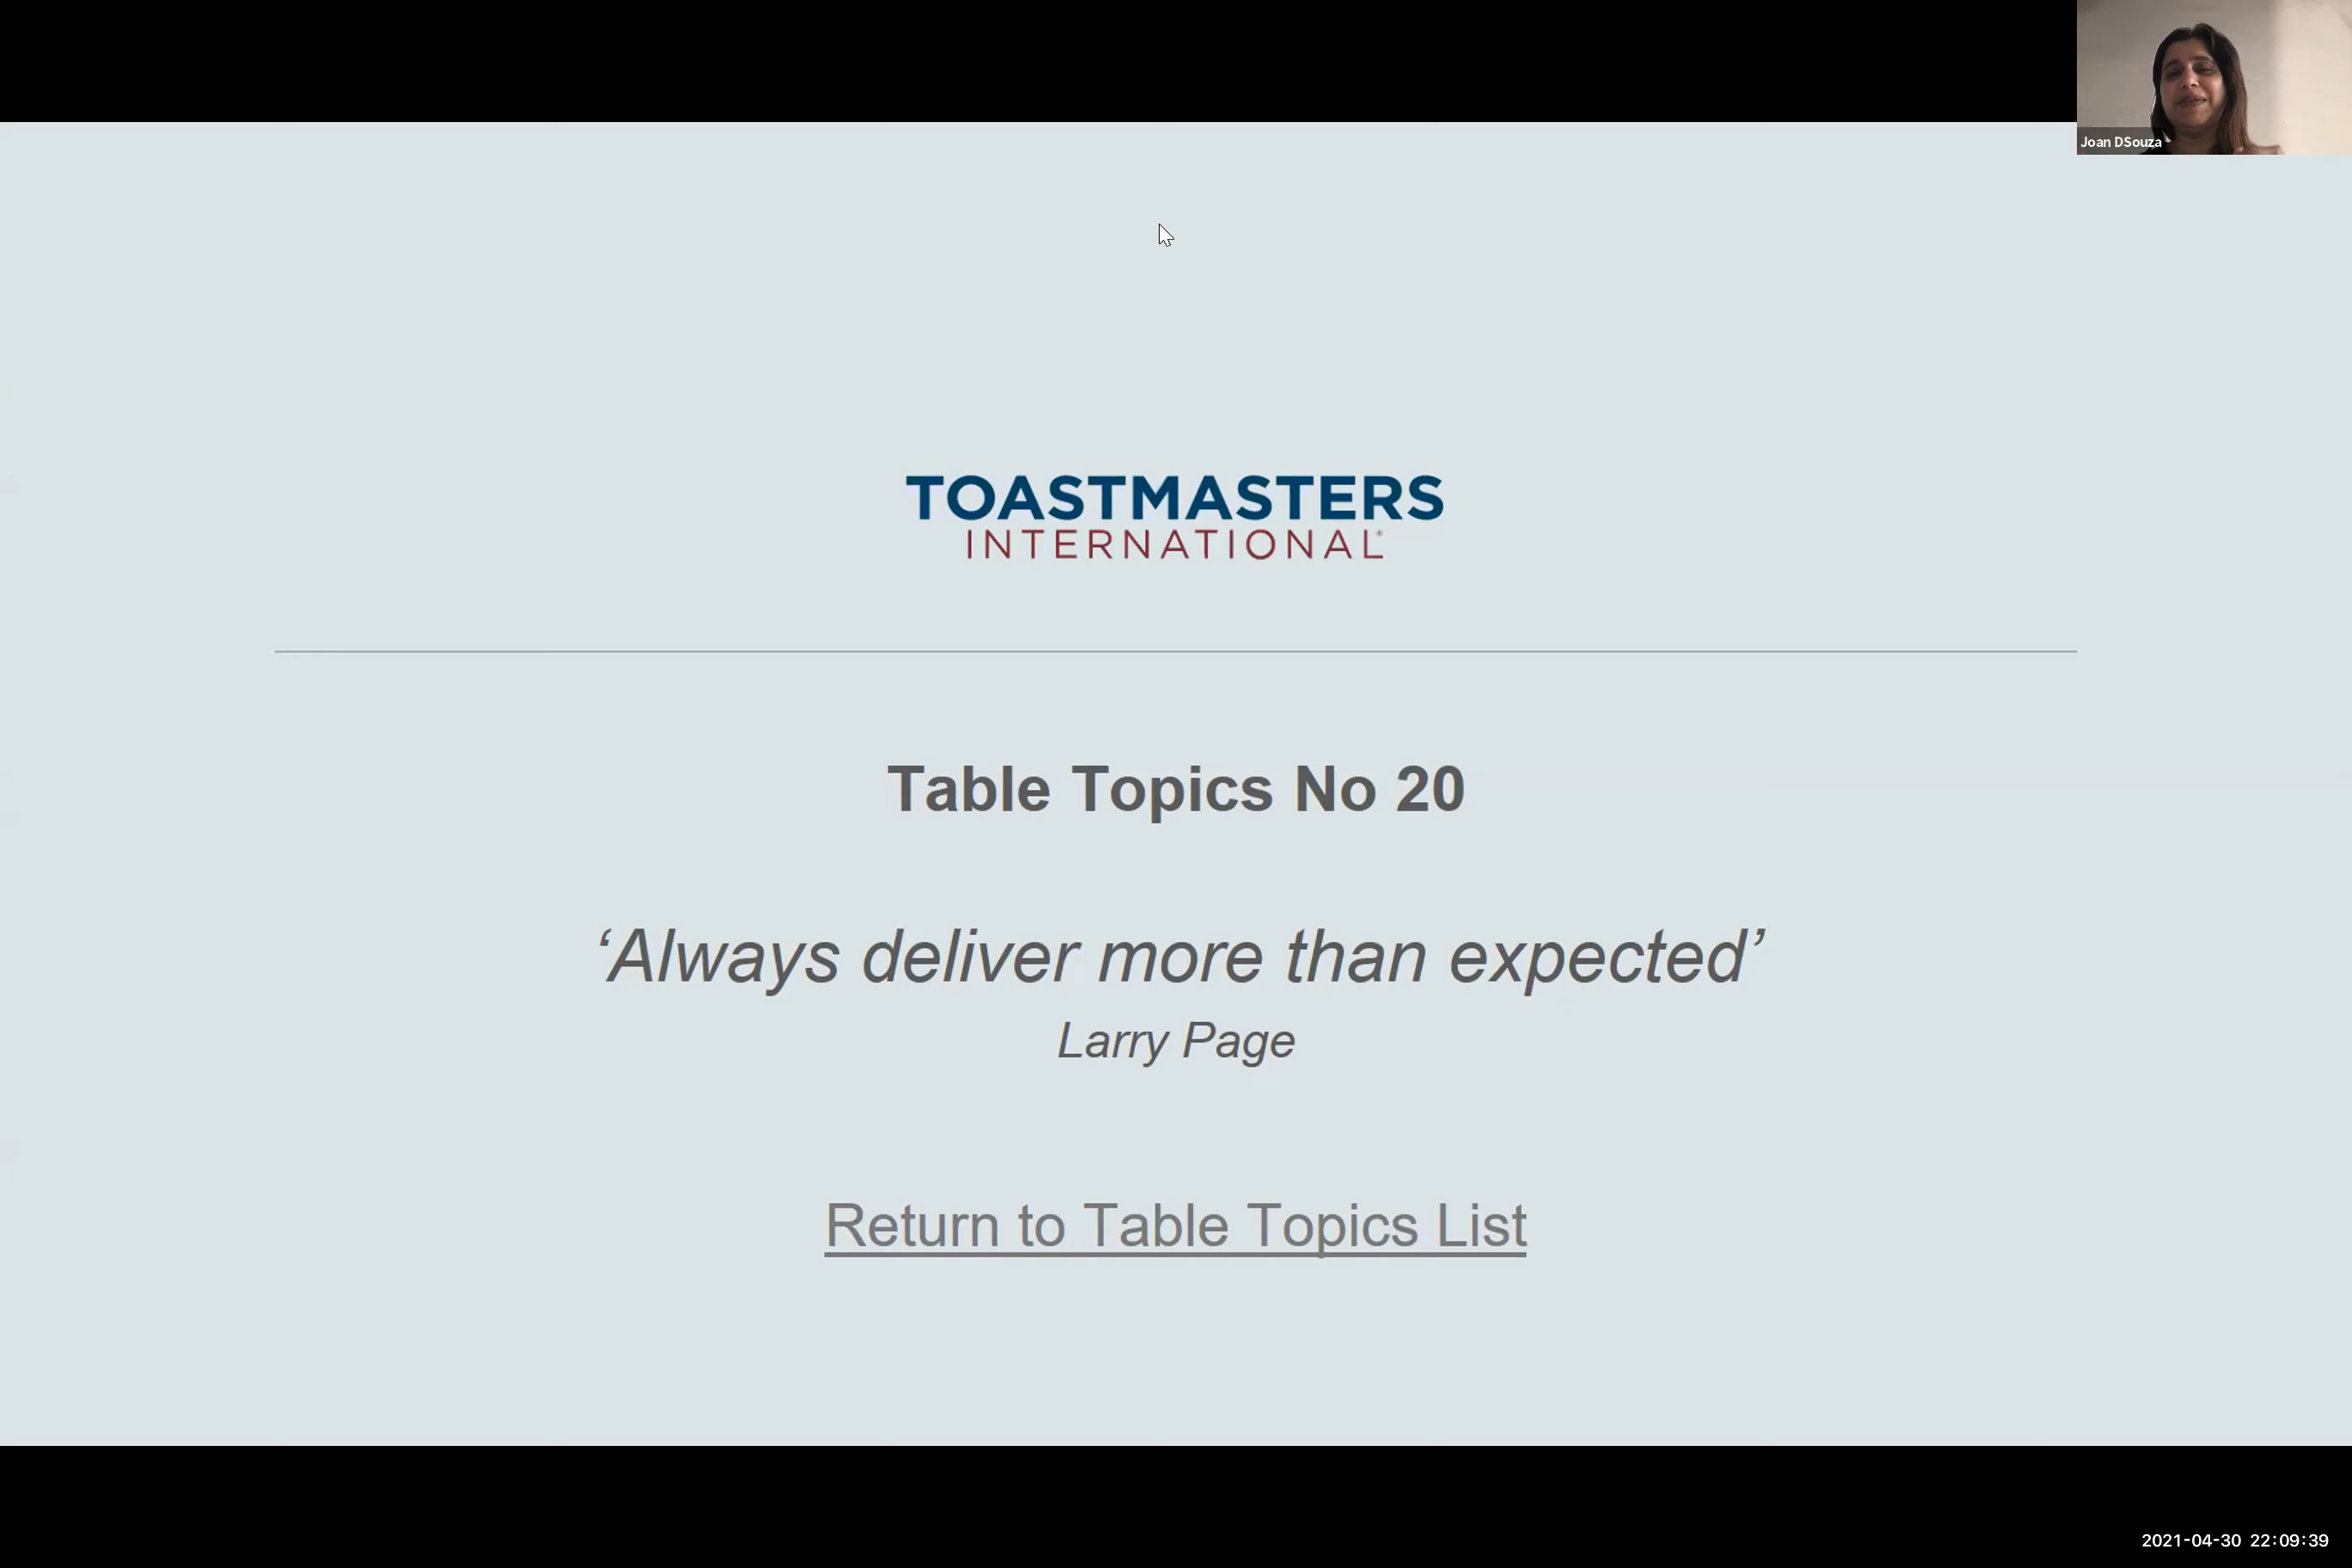 Joan DSouza
TOASTMASTERS
INTERNATIONAL®
Table Topics No 20
‘Always deliver more than expected’
Larry Page
Return to Table Topics List
2021-04-30 22:09:39